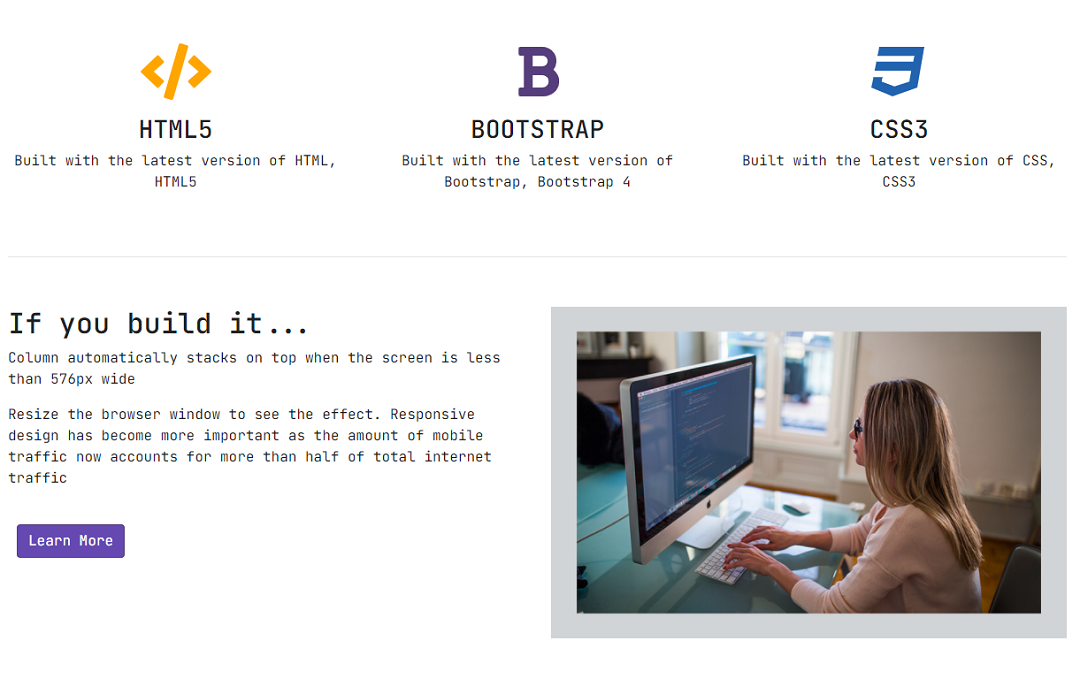 HTML5
Built with the latest version of HTML,
HTML5
BOOTSTRAP
Built with the latest version of
Bootstrap, Bootstrap 4
CSS3
Built with the latest version of CSS,
CSS3
If you build it...
Column automatically stacks on top when the screen is less
than 576px wide
Resize the browser window to see the effect. Responsive
design has become more important as the amount of mobile
traffic now accounts for more than half of total internet
traffic
Learn More